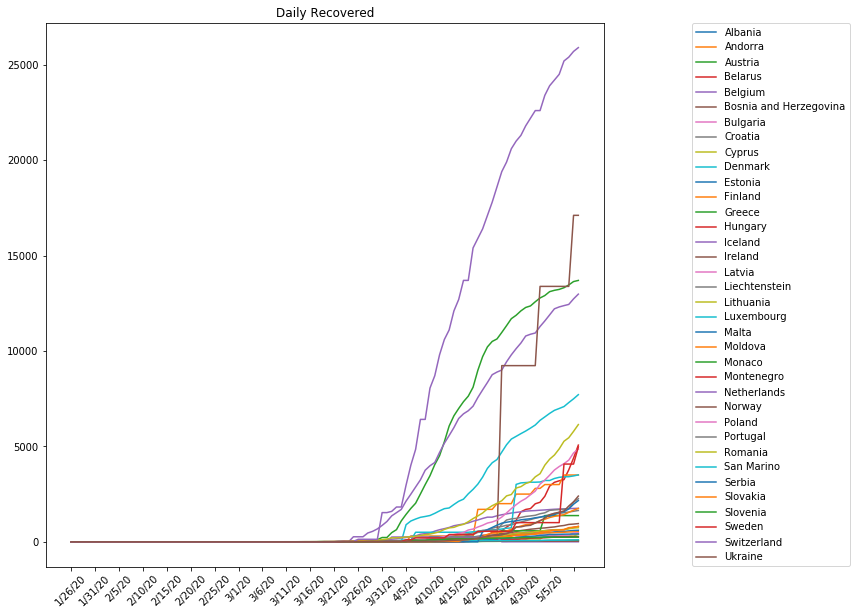 Daily Recovered
25000
20000
15000
10000
5000
0
1/26/20
1/31/20
2/5/20
2/10/20
2/15/20
2/20/20
2/25/20
3/1/20
3/6/20
3/11/20
3/16/20
3/21/20
3/26/20
3/31/20
4/5/20
4/10/20
4/15/20
4/20/20
4/25/20
4/30/20
5/5/20
Albania
Andorra
Austria
Belarus
Belgium
Bosnia and Herzegovina
Bulgaria
Croatia
Cyprus
Denmark
Estonia
Finland
Greece
Hungary
Iceland
Ireland
Latvia
Liechtenstein
Lithuania
Luxembourg
Malta
Moldova
Monaco
Montenegro
Netherlands
Norway
Poland
Portugal
Romania
San Marino
Serbia
Slovakia
Slovenia
Sweden
Switzerland
Ukraine